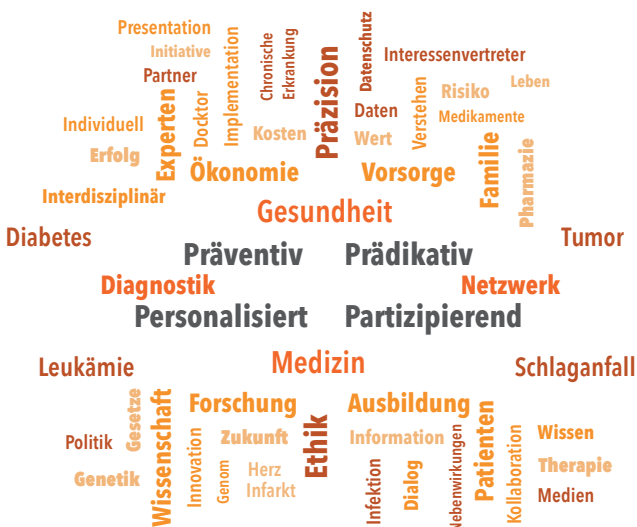 Presentation
Initiative
Partner
Individuell
Erfolg
Interdisziplinär
Experten
Docktor
Implementation
Chronische
Erkrankung
Kosten
Ökonomie
Präzision
Datenschutz
Interessenvertreter
Daten
Wert
Verstehen
Risiko
Leben
Medikamente
Vorsorge
Familie
Pharmazie
Gesundheit
Diabetes
Tumor
Präventiv Prädikativ
Diagnostik
Netzwerk
Personalisiert Partizipierend
Medizin
Leukämie
Schlaganfall
Politik
Gesetze
Genetik
Wissenschaft
Forschung
Innovation
Zukunft
Genom
Herz
Infarkt
Ethik
Ausbildung
Information
Infektion
Dialog
Nebenwirkungen
Patienten
Kollaboration
Wissen
Therapie
Medien